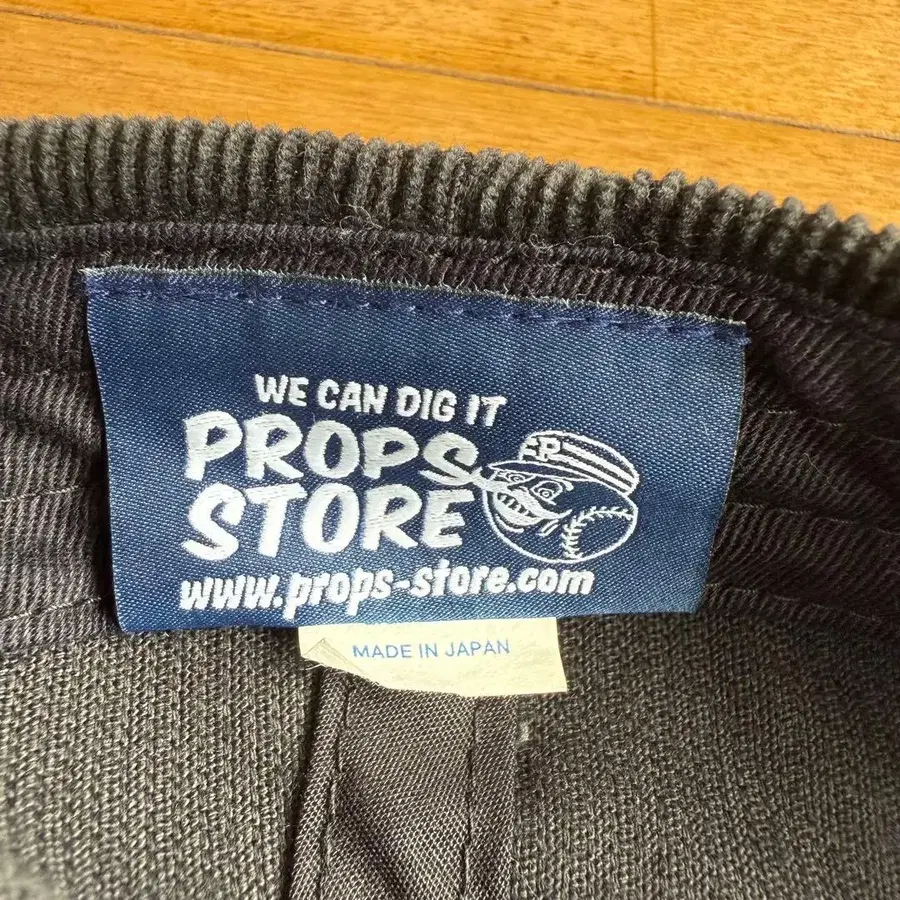 WE CAN DIG IT
PROPS
STORE
P
www.props-store.com
MADE IN JAPAN